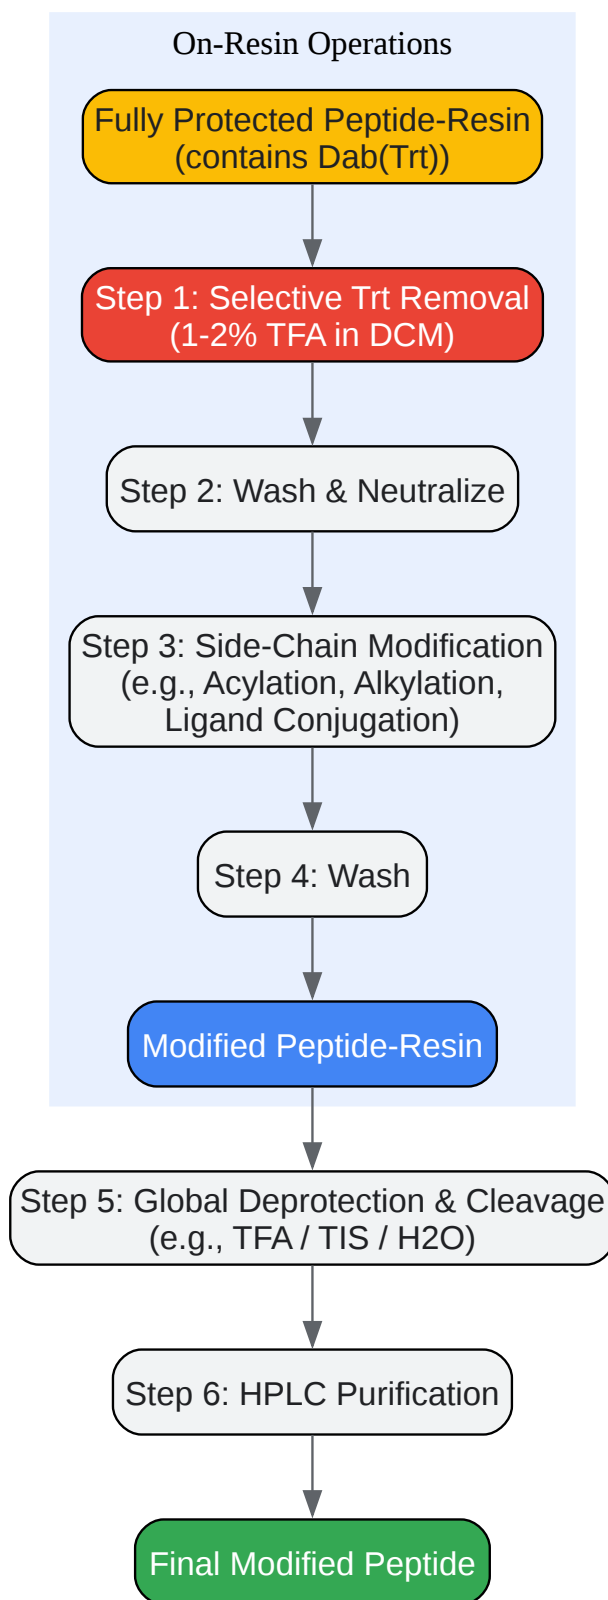 On-Resin Operations
Fully Protected Peptide-Resin
(contains Dab(Trt))
Step 1: Selective Trt Removal
(1-2% TFA in DCM)
Step 2: Wash & Neutralize
Step 3: Side-Chain Modification
(e.g., Acylation, Alkylation,
Ligand Conjugation)
Step 4: Wash
Modified Peptide-Resin
Step 5: Global Deprotection & Cleavage
(e.g., TFA / TIS / H2O)
Step 6: HPLC Purification
Final Modified Peptide